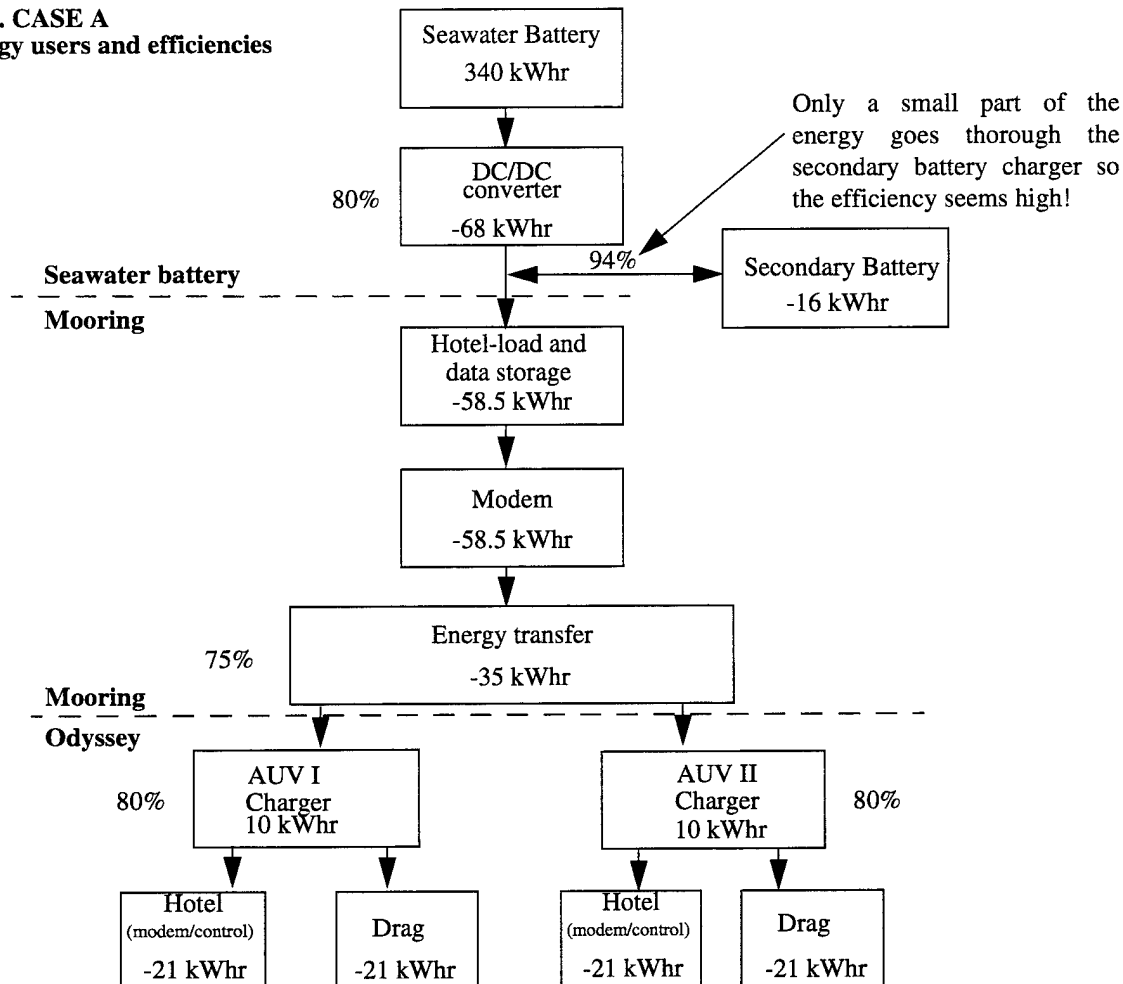 . CASE A
gy users and efficiencies
Seawater Battery
340 kWhr
Only a small part of the
energy goes thorough the
secondary battery charger so
the efficiency seems high!
DC/DC
converter
-68 kWhr
80%
94%
Secondary Battery
-16 kWhr
Seawater battery
Mooring
Hotel-load and
data storage
-58.5 kWhr
Modem
-58.5 kWhr
Energy transfer
-35 kWhr
75%
Mooring
Odyssey
80%
AUV I
Charger
10 kWhr
AUV II
Charger
10 kWhr
80%
Hotel
(modem/control)
-21 kWhr
Drag
-21 kWhr
Hotel
(modem/control)
-21 kWhr
Drag
-21 kWhr